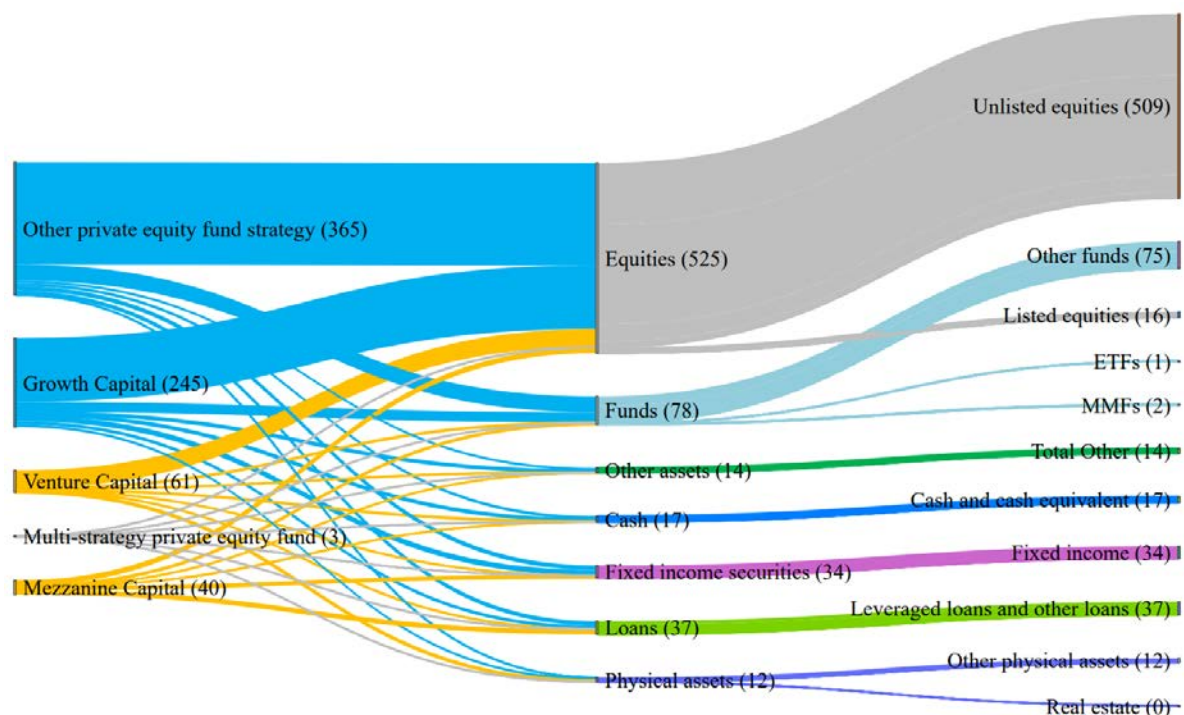 Other private equity fund strategy (365)
Growth Capital (245)
Venture Capital (61)
Multi-strategy private equity fund (3)
Mezzanine Capital (40)
Equities (525)
Funds (78)
Other assets (14)
Cash (17)
Fixed income securities (34)
Loans (37)
Physical assets (12)
Unlisted equities (509)
Other funds (75)
Listed equities (16)
ETFs (1)
MMFs (2)
Total Other (14)
Cash and cash equivalent (17)
Fixed income (34)
Leveraged loans and other loans (37)
Other physical assets (12)
Real estate (0)